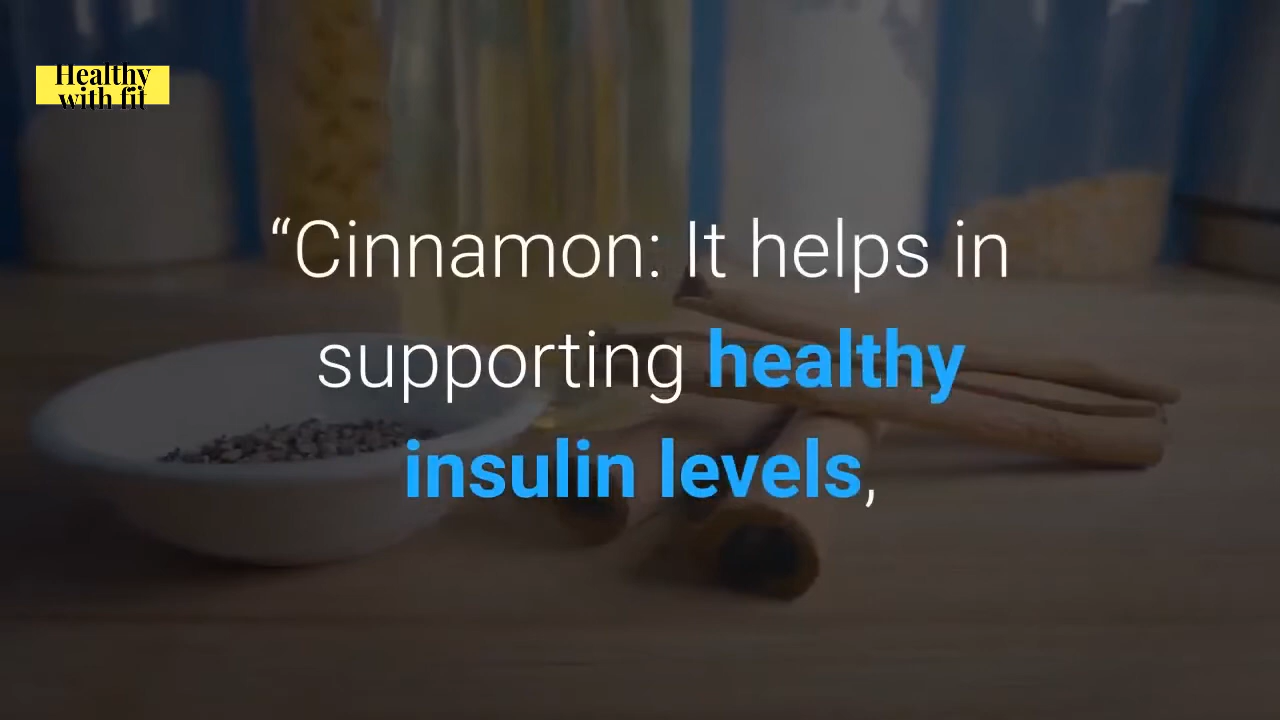 Healthy
with fit
“Cinnamon: It helps in
supporting healthy
insulin levels,